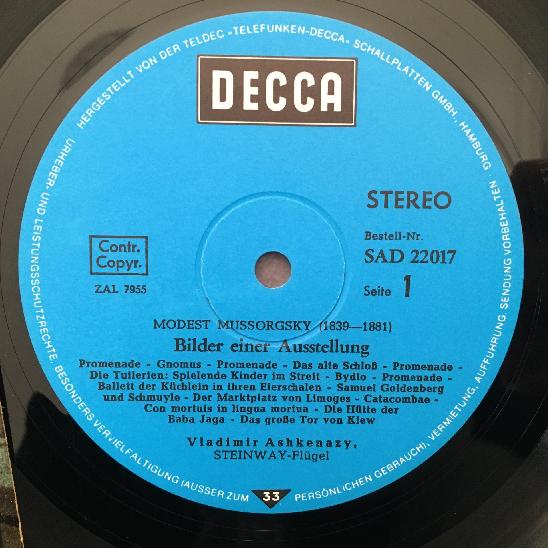 HERGESTELLT VON DER TELDEC »TELEFUNKEN-DECCA« SCHALLPLATTEN GMBH., HAMBURG
URHEBER- UND LEISTUNGSSCHUTZRECHTE, BESONDERS VERVIELFÄLTIGUNG (AUSSER ZUM PERSÖNLICHEN GEBRAUCH), VERMIETUNG, AUFFÜHRUNG, SENDUNG VORBEHALTEN
DECCA
STEREO
Bestell-Nr.
SAD 22017
Seite 1
Contr.
Copyr.
ZAL 7955
MODEST MUSSORGSKY (1839—1881)
Bilder einer Ausstellung
Promenade - Gnomus - Promenade - Das alte Schloß - Promenade -
Die Tuilerien: Spielende Kinder im Streit - Bydlo - Promenade -
Ballett der Küchlein in ihren Eierschalen - Samuel Goldenberg
und Schmuyle - Der Marktplatz von Limoges - Catacombae -
Con mortuis in lingua mortua - Die Hütte der
Baba Jaga - Das große Tor von Kiew
Vladimir Ashkenazy,
STEINWAY-Flügel
33